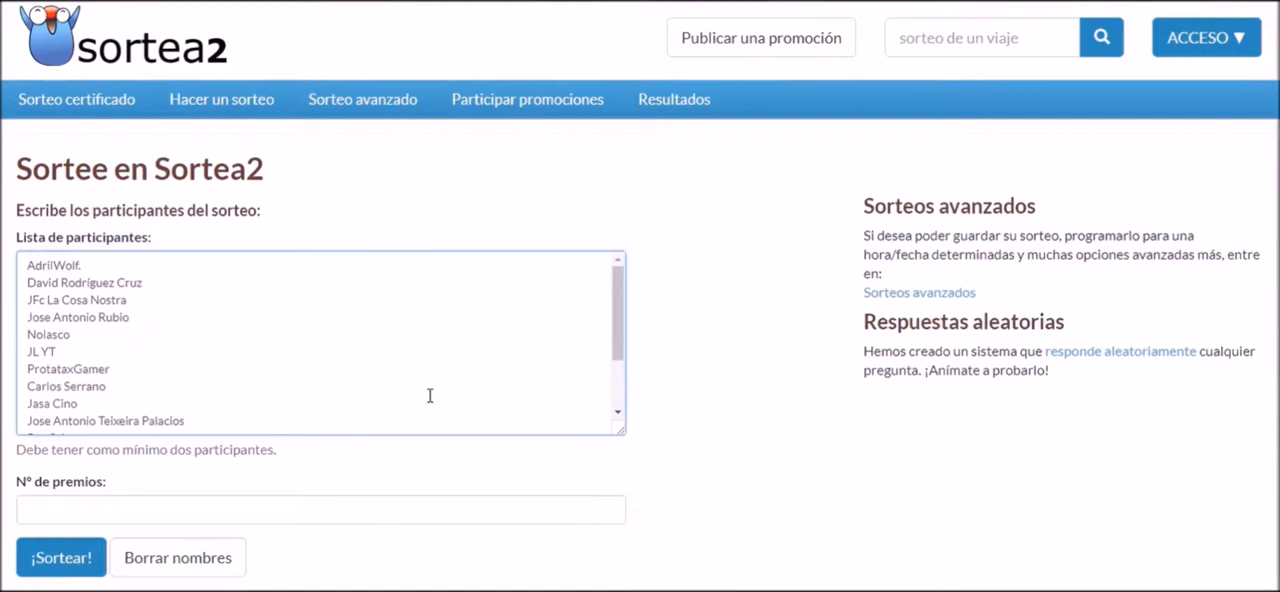 sortea2
Publicar una promoción
sorteo de un viaje
ACCESO ▼
Sorteo certificado
Hacer un sorteo
Sorteo avanzado
Participar promociones
Resultados
Sortee en Sortea2
Escribe los participantes del sorteo:
Lista de participantes:
AdrilWolf.
David Rodríguez Cruz
JFc La Cosa Nostra
Jose Antonio Rubio
Nolasco
JL YT
ProtataxGamer
Carlos Serrano
Jasa Cino
Jose Antonio Teixeira Palacios
Debe tener como mínimo dos participantes.
Nº de premios:
¡Sortear!
Borrar nombres
Sorteos avanzados
Si desea poder guardar su sorteo, programarlo para una
hora/fecha determinadas y muchas opciones avanzadas más, entre
en:
Sorteos avanzados
Respuestas aleatorias
Hemos creado un sistema que responde aleatoriamente cualquier
pregunta. ¡Anímate a probarlo!